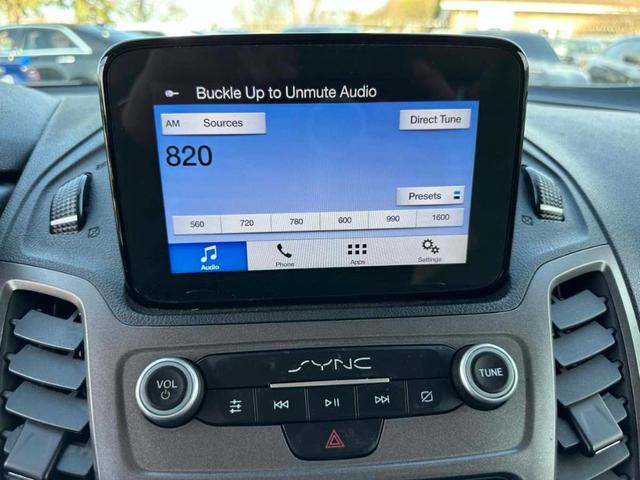 Buckle Up to Unmute Audio
AM Sources
Direct Tune
820
Presets
560 720 780 600 990 1600
Audio Phone Apps Settings
SYNC
VOL
TUNE